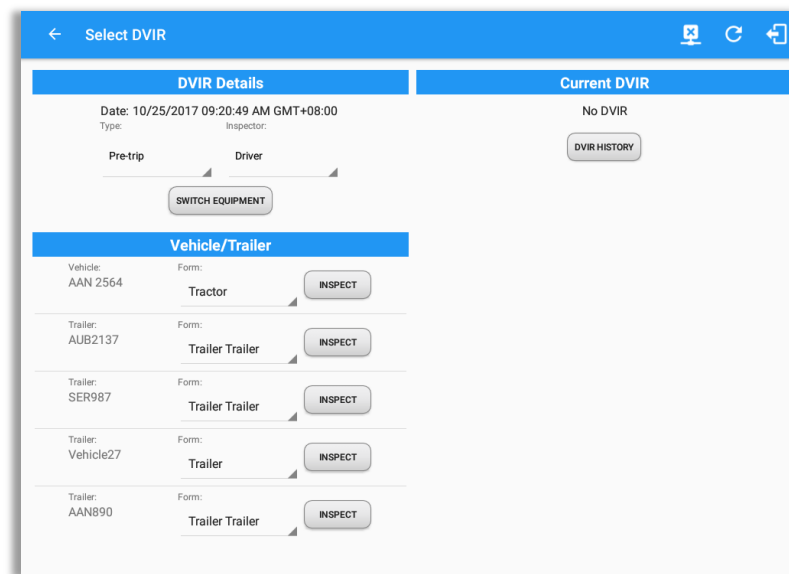 Select DVIR
DVIR Details
Date: 10/25/2017 09:20:49 AM GMT+08:00
Type: Inspector:
Pre-trip Driver
SWITCH EQUIPMENT
Vehicle/Trailer
Vehicle: Form:
AAN 2564 Tractor INSPECT
Trailer: Form:
AUB2137 Trailer Trailer INSPECT
Trailer: Form:
SER987 Trailer Trailer INSPECT
Trailer: Form:
Vehicle27 Trailer INSPECT
Trailer: Form:
AAN890 Trailer Trailer INSPECT
Current DVIR
No DVIR
DVIR HISTORY